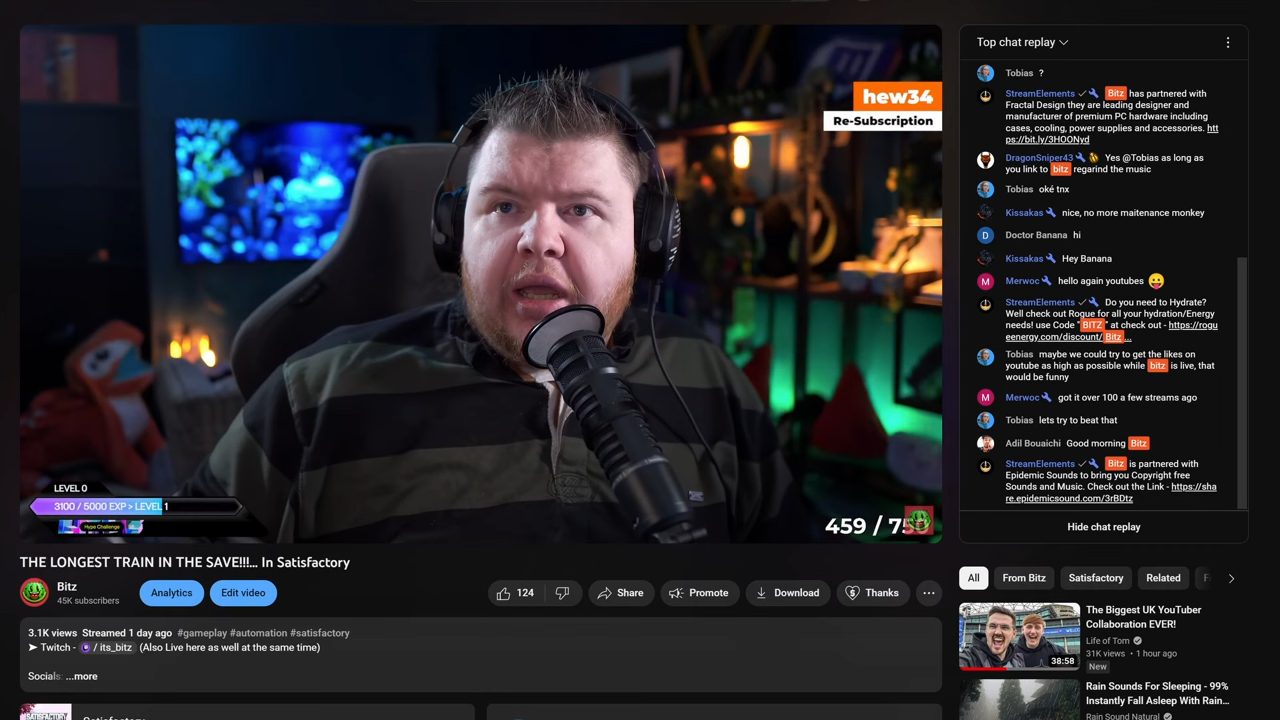 hew34
Re-Subscription
LEVEL 0
3100 / 5000 EXP > LEVEL 1
Hype Challenge
459 / 75
THE LONGEST TRAIN IN THE SAVE!!!... In Satisfactory
Bitz
45K subscribers
Analytics
Edit video
124
Share
Promote
Download
Thanks
3.1K views Streamed 1 day ago #gameplay #automation #satisfactory
➤ Twitch - / its_bitz (Also Live here as well at the same time)
Socials: ...more
Satisfactory
Top chat replay
Tobias ?
StreamElements Bitz has partnered with
Fractal Design they are leading designer and
manufacturer of premium PC hardware including
cases, cooling, power supplies and accessories. htt
ps://bit.ly/3HOONyd
DragonSniper43 Yes @Tobias as long as
you link to bitz regarind the music
Tobias oké tnx
Kissakas nice, no more maitenance monkey
D Doctor Banana hi
Kissakas Hey Banana
M Merwoc hello again youtubes 😛
StreamElements Do you need to Hydrate?
Well check out Rogue for all your hydration/Energy
needs! use Code "BITZ" at check out - https://rogu
eenergy.com/discount/Bitz...
Tobias maybe we could try to get the likes on
youtube as high as possible while bitz is live, that
would be funny
M Merwoc got it over 100 a few streams ago
Tobias lets try to beat that
Adil Bouaichi Good morning Bitz
StreamElements Bitz is partnered with
Epidemic Sounds to bring you Copyright free
Sounds and Music. Check out the Link - https://sha
re.epidemicsound.com/3rBDtz
Hide chat replay
All
From Bitz
Satisfactory
Related
38:58
The Biggest UK YouTuber
Collaboration EVER!
Life of Tom
31K views • 1 hour ago
New
Rain Sounds For Sleeping - 99%
Instantly Fall Asleep With Rain...
Rain Sound Natural